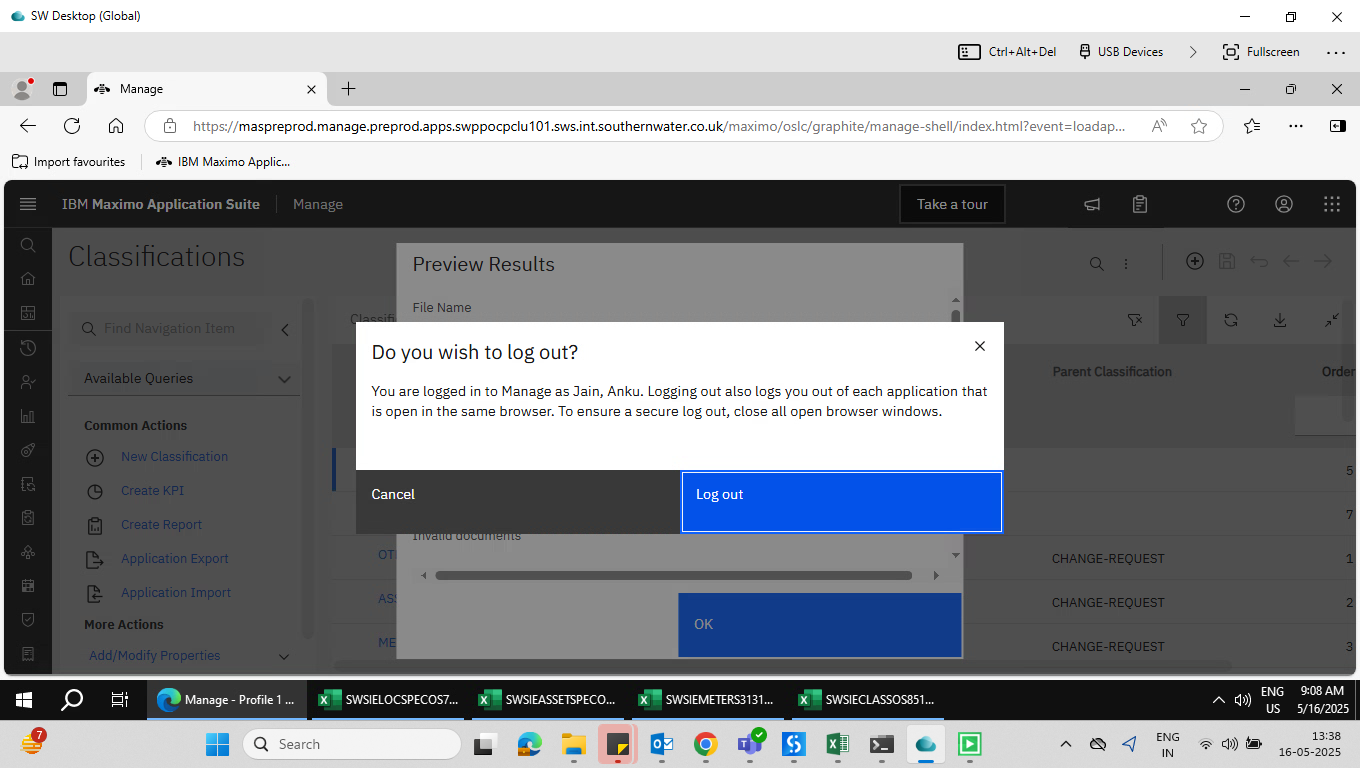 SW Desktop (Global)
Ctrl+Alt+Del
USB Devices
Fullscreen
Manage
https://maspreprod.manage.preprod.apps.swppocpclu101.sws.int.southernwater.co.uk/maximo/oslc/graphite/manage-shell/index.html?event=loadap...
Import favourites
IBM Maximo Applic...
IBM Maximo Application Suite
Manage
Take a tour
Classifications
Preview Results
File Name
Find Navigation Item
Classifi
Available Queries
Parent Classification
Order
Do you wish to log out?
You are logged in to Manage as Jain, Anku. Logging out also logs you out of each application that
is open in the same browser. To ensure a secure log out, close all open browser windows.
Common Actions
New Classification
5
Cancel
Log out
Create KPI
7
Create Report
Invalid documents
Application Export
OT
CHANGE-REQUEST
1
Application Import
ASS
CHANGE-REQUEST
2
More Actions
OK
Add/Modify Properties
ME
CHANGE-REQUEST
3
Manage - Profile 1 ...
SWSIELOCSPECOS7...
SWSIEASSETSPECO...
SWSIEMETERS3131...
SWSIECLASSOS851...
ENG
US
9:08 AM
5/16/2025
7
Search
ENG
IN
13:38
16-05-2025